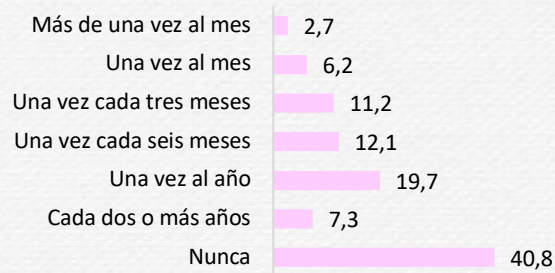 Más de una vez al mes 2,7
Una vez al mes 6,2
Una vez cada tres meses 11,2
Una vez cada seis meses 12,1
Una vez al año 19,7
Cada dos o más años 7,3
Nunca 40,8